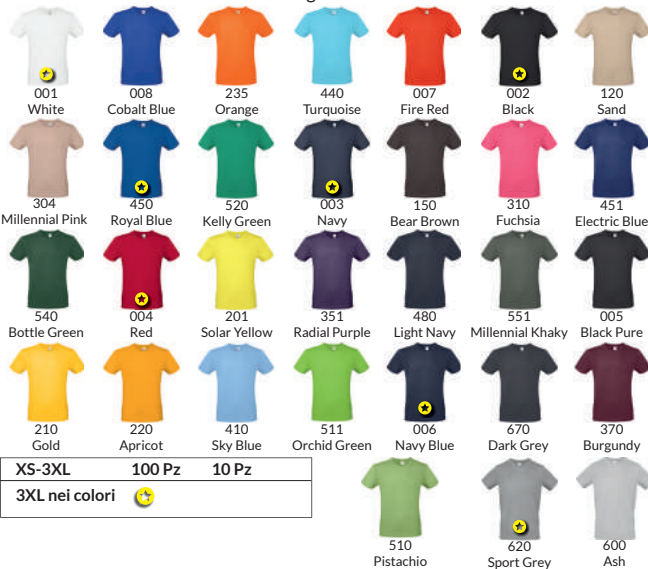 001 008 235 440 007 002 120
White Cobalt Blue Orange Turquoise Fire Red Black Sand
304 450 520 003 150 310 451
Millennial Pink Royal Blue Kelly Green Navy Bear Brown Fuchsia Electric Blue
540 004 201 351 480 551 005
Bottle Green Red Solar Yellow Radial Purple Light Navy Millennial Khaky Black Pure
210 220 410 511 006 670 370
Gold Apricot Sky Blue Orchid Green Navy Blue Dark Grey Burgundy
XS-3XL 100 Pz 10 Pz
3XL nei colori
510 620 600
Pistachio Sport Grey Ash